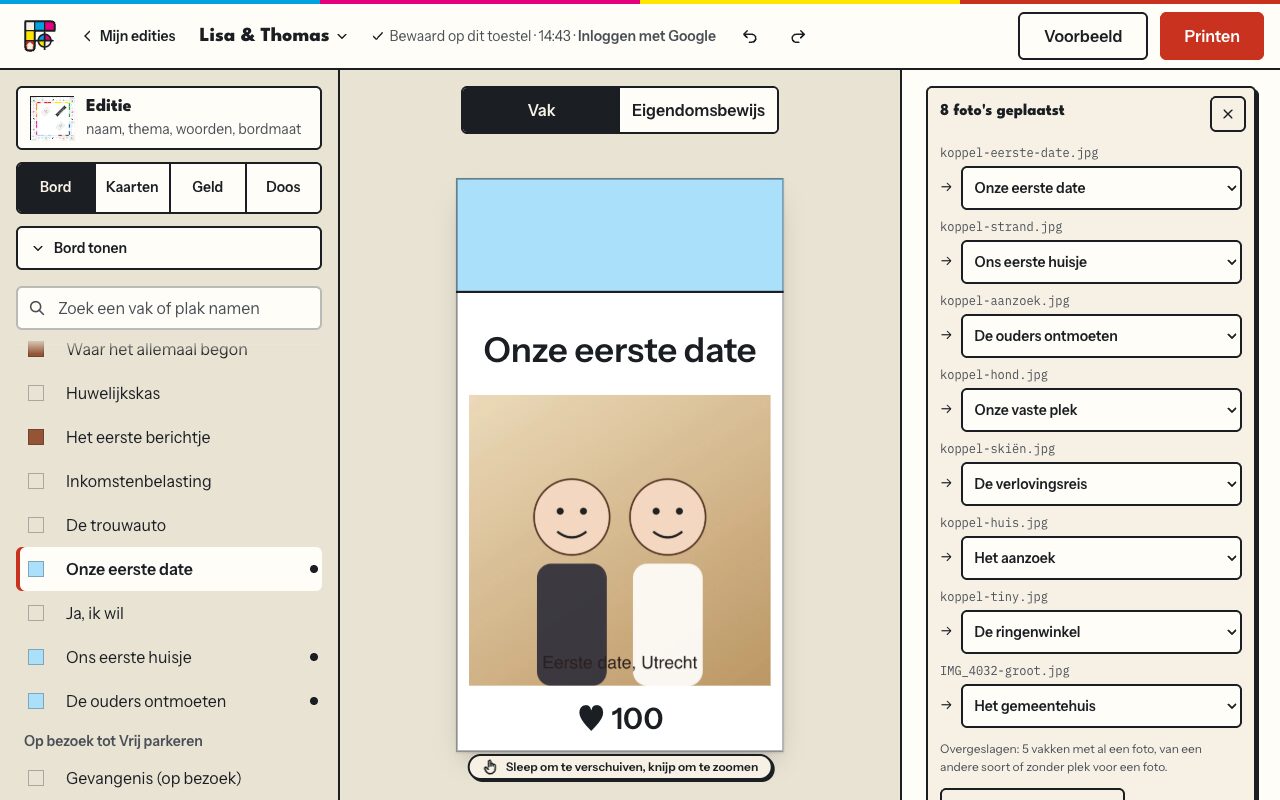 Mijn edities
Lisa & Thomas
Bewaard op dit toestel · 14:43 · Inloggen met Google
Voorbeeld
Printen
Editie
naam, thema, woorden, bordmaat
Bord
Kaarten
Geld
Doos
Bord tonen
Zoek een vak of plak namen
Waar het allemaal begon
Huwelijkskas
Het eerste berichtje
Inkomstenbelasting
De trouwauto
Onze eerste date
Ja, ik wil
Ons eerste huisje
De ouders ontmoeten
Op bezoek tot Vrij parkeren
Gevangenis (op bezoek)
Vak
Eigendomsbewijs
Onze eerste date
Eerste date, Utrecht
100
Sleep om te verschuiven, knijp om te zoomen
8 foto's geplaatst
koppel-eerste-date.jpg
→ Onze eerste date
koppel-strand.jpg
→ Ons eerste huisje
koppel-aanzoek.jpg
→ De ouders ontmoeten
koppel-hond.jpg
→ Onze vaste plek
koppel-skiën.jpg
→ De verlovingsreis
koppel-huis.jpg
→ Het aanzoek
koppel-tiny.jpg
→ De ringenwinkel
IMG_4032-groot.jpg
→ Het gemeentehuis
Overgeslagen: 5 vakken met al een foto, van een
andere soort of zonder plek voor een foto.